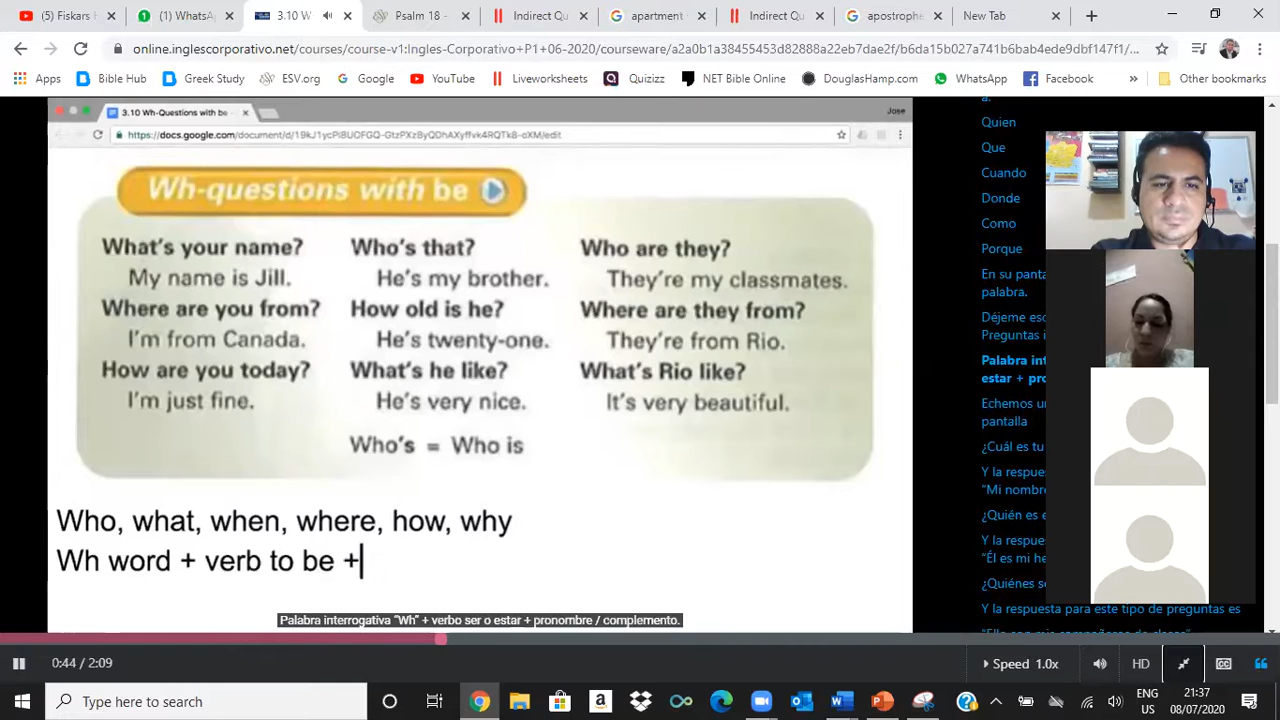 (5) Fuskars
(1) WhatsA
3.10 W
Psalm 18 -
Indirect Q
apartment
Indirect Q
apostrophe
New Tab
online.inglescorporativo.net/courses/course-v1:Ingles-Corporativo+P1+06-2020/courseware/a2a0b1a38455453d82888a22eb7dae2f/b6da15b027a741b6bab4ede9dbf147f1/...
Apps
Bible Hub
Greek Study
ESV.org
Google
YouTube
Liveworksheets
Quizizz
NET Bible Online
DouglasHamp.com
WhatsApp
Facebook
»
Other bookmarks
3.10 Wh-Questions with be -
Jose
Wh-questions with be
What's your name?
My name is Jill.
Where are you from?
I'm from Canada.
How are you today?
I'm just fine.
Who's that?
He's my brother.
How old is he?
He's twenty-one.
What's he like?
He's very nice.
Who's = Who is
Who are they?
They're my classmates.
Where are they from?
They're from Rio.
What's Rio like?
It's very beautiful.
Who, what, when, where, how, why
Wh word + verb to be +
Palabra interrogativa “Wh” + verbo ser o estar + pronombre / complemento.
a.
Quien
Que
Cuando
Donde
Como
Porque
En su panta
palabra.
Déjeme esc
Preguntas i
Palabra int
estar + pro
Echemos u
pantalla
¿Cuál es tu
Y la respue
“Mi nombr
¿Quién es e
Y la respue
“Él es mi he
¿Quiénes s
Y la respuesta para este tipo de preguntas es
0:44 / 2:09
Speed 1.0x
HD
Type here to search
ENG
US
21:37
08/07/2020